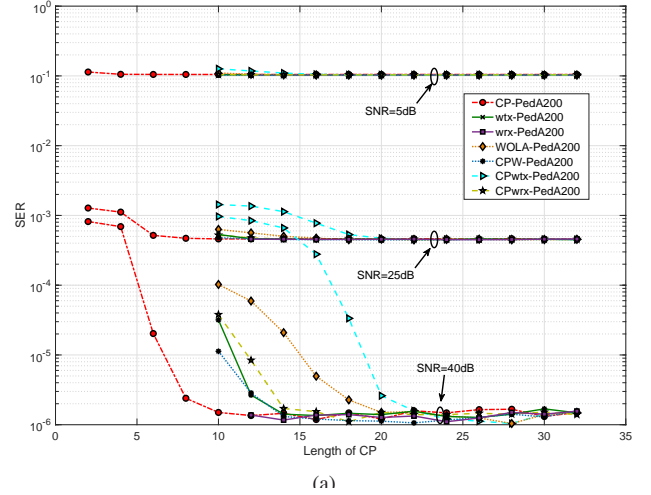 10^0
10^-1
10^-2
10^-3
10^-4
10^-5
10^-6
SER
SNR=5dB
CP-PedA200
wtx-PedA200
wrx-PedA200
WOLA-PedA200
CPW-PedA200
CPwtx-PedA200
CPwrx-PedA200
SNR=25dB
SNR=40dB
0 5 10 15 20 25 30 35
Length of CP
(a)